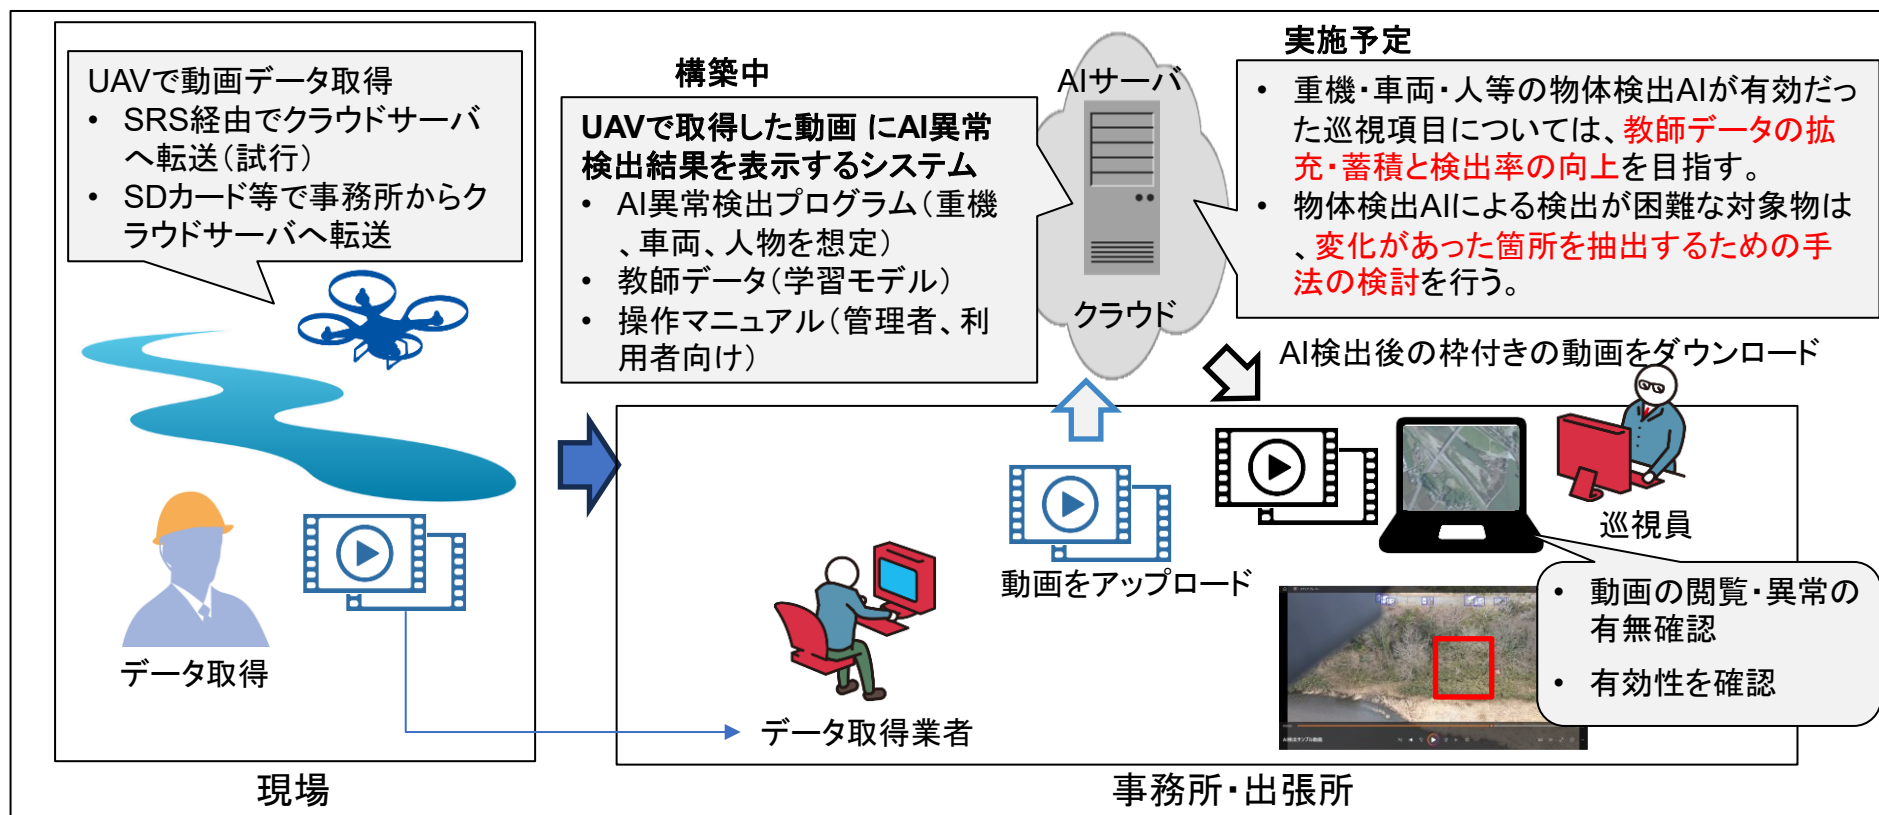 UAVで動画データ取得
• SRS経由でクラウドサーバ
へ転送(試行)
• SDカード等で事務所からク
ラウドサーバへ転送
データ取得
現場
構築中
UAVで取得した動画 にAI異常
検出結果を表示するシステム
• AI異常検出プログラム(重機
、車両、人物を想定)
• 教師データ(学習モデル)
• 操作マニュアル(管理者、利
用者向け)
AIサーバ
クラウド
実施予定
• 重機・車両・人等の物体検出AIが有効だっ
た巡視項目については、教師データの拡
充・蓄積と検出率の向上を目指す。
• 物体検出AIによる検出が困難な対象物は
、変化があった箇所を抽出するための手
法の検討を行う。
AI検出後の枠付きの動画をダウンロード
巡視員
動画をアップロード
データ取得業者
• 動画の閲覧・異常の
有無確認
• 有効性を確認
AI検出サンプル動画
事務所・出張所